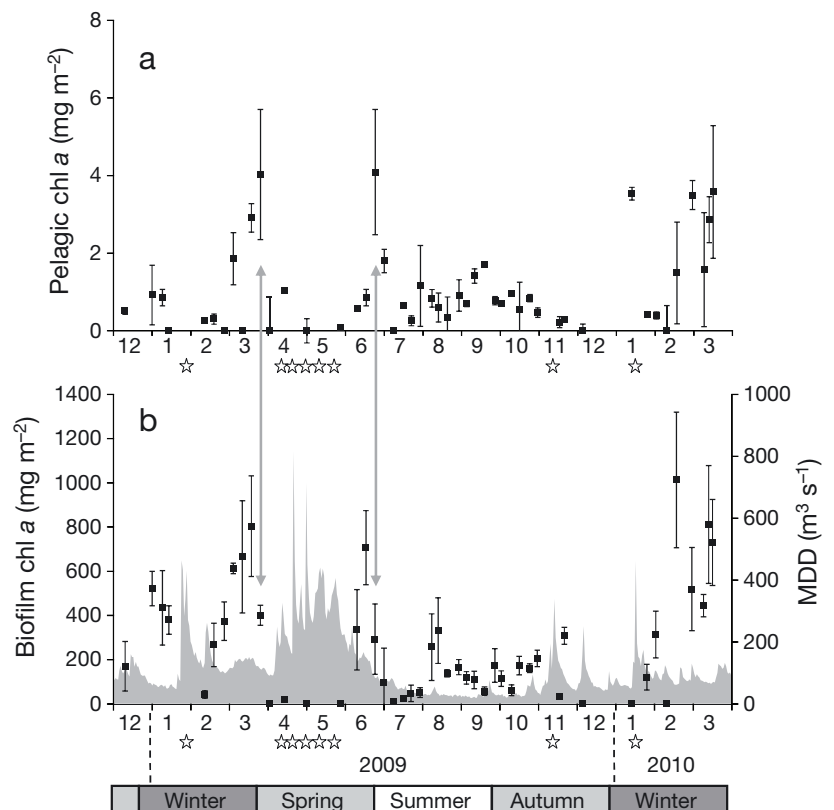 8
a
6
4
2
0
Pelagic chl a (mg m–2)
12 1 2 3 4 5 6 7 8 9 10 11 12 1 2 3
1400 1000
b
1200
1000 800
800 600
600 400
400
200 200
0 0
Biofilm chl a (mg m–2)
MDD (m3 s–1)
12 1 2 3 4 5 6 7 8 9 10 11 12 1 2 3
2009 2010
Winter Spring Summer Autumn Winter